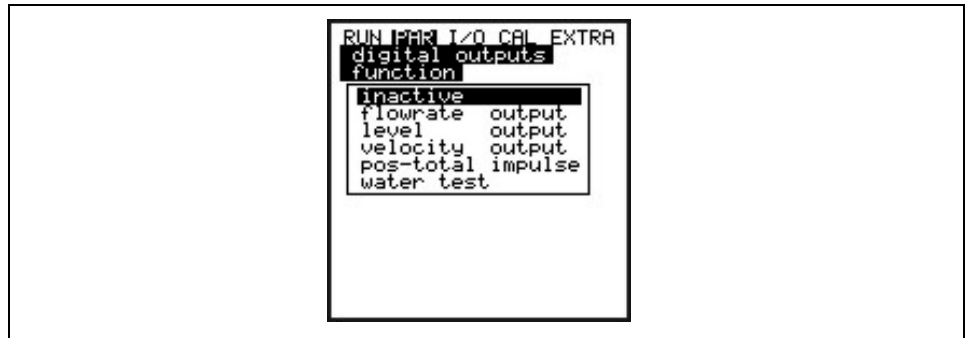 RUN PAR I/O CAL EXTRA
digital outputs
function
inactive
flowrate output
level output
velocity output
pos-total impulse
water test